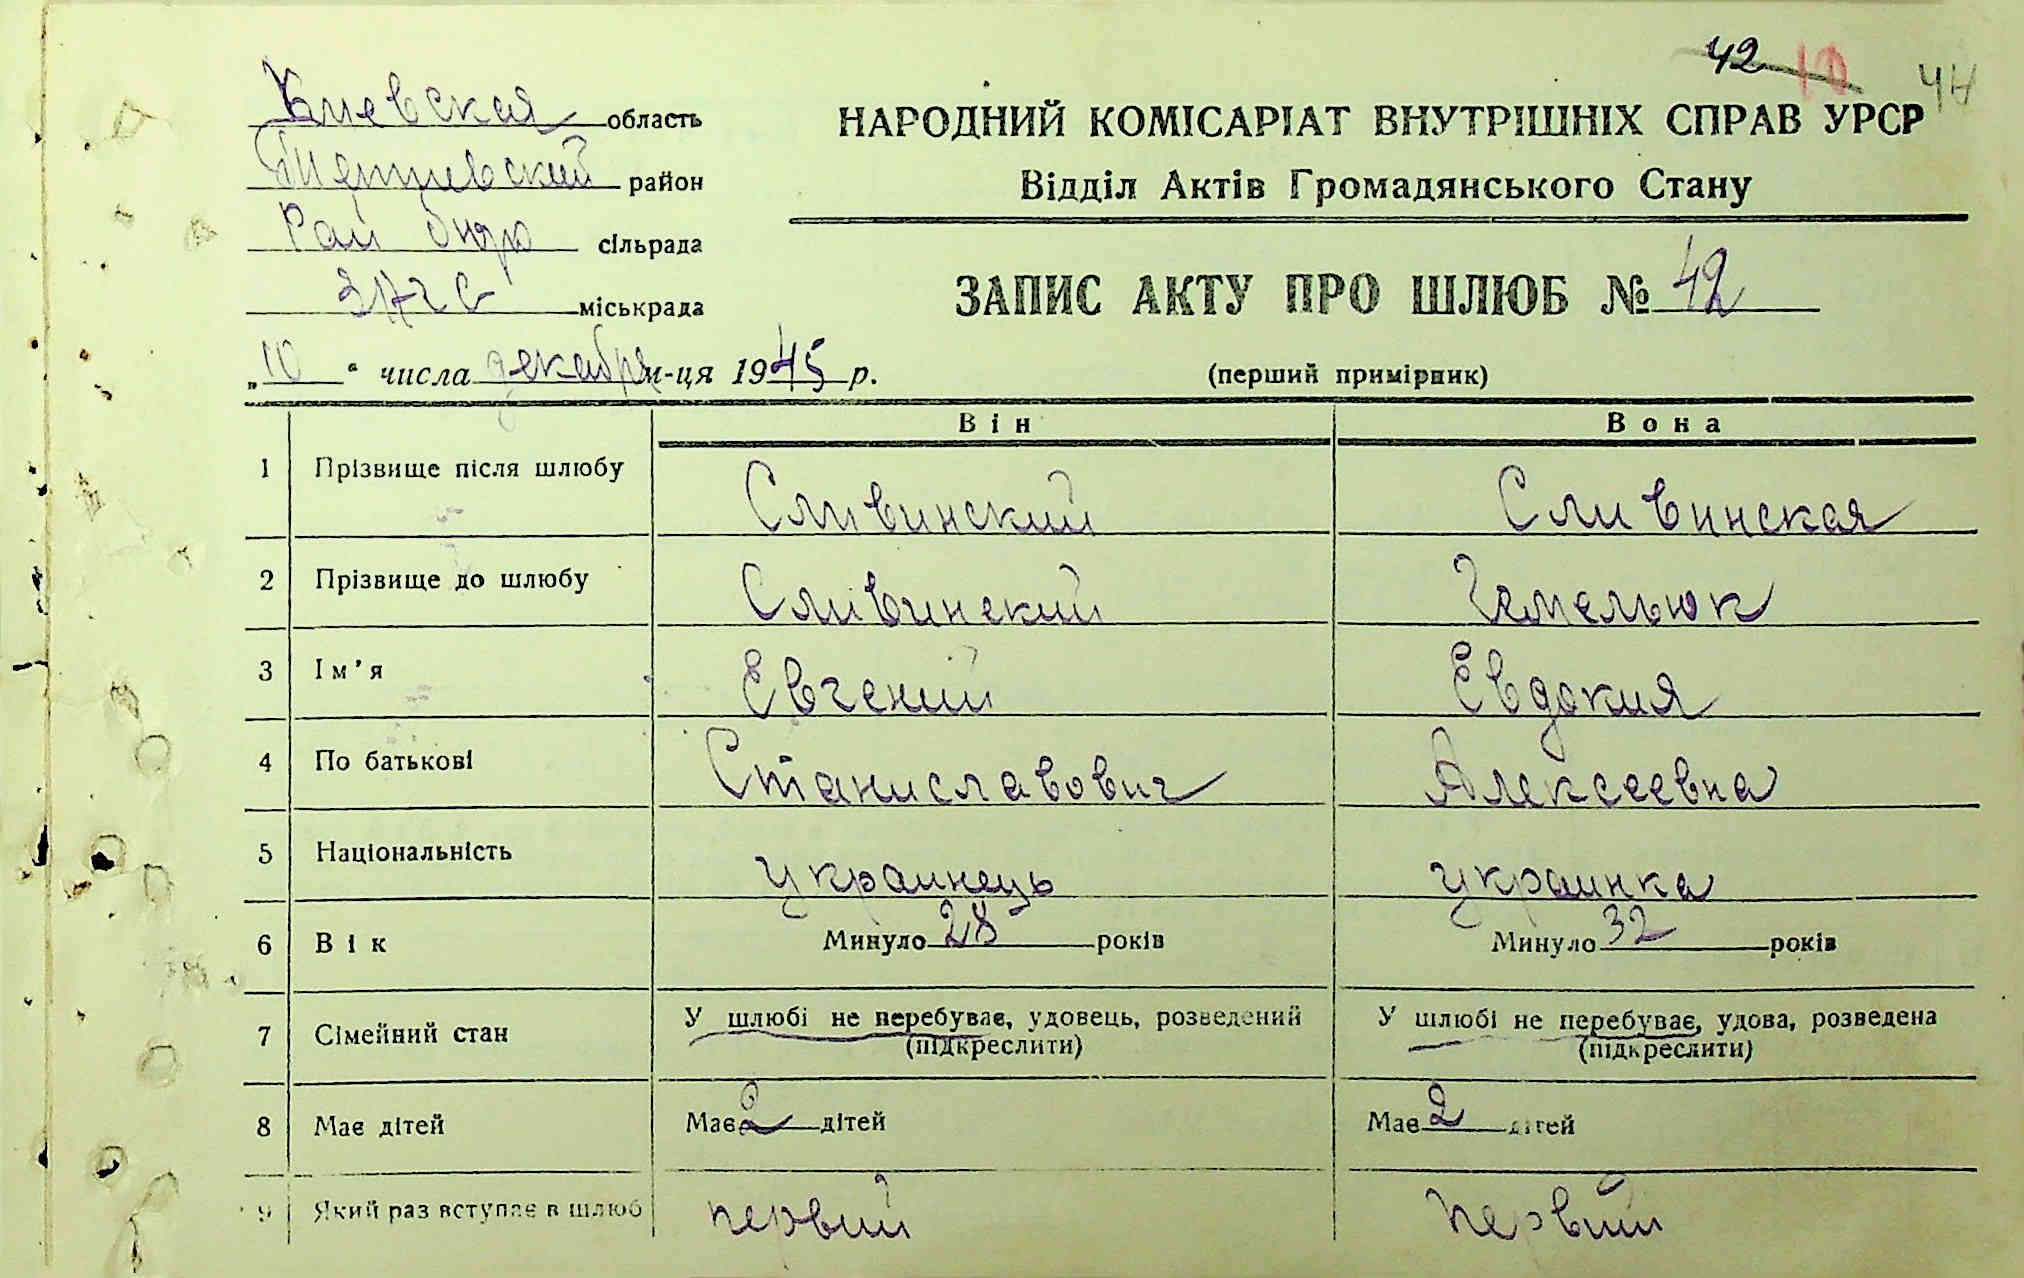 42 10 44
Киевская область
район
Рай бюро сільрада
ЗАГС міськрада
НАРОДНИЙ КОМІСАРІАТ ВНУТРІШНІХ СПРАВ УРСР
Відділ Актів Громадянського Стану
ЗАПИС АКТУ ПРО ШЛЮБ № 42
„10" числа декабря м-ця 1945 р.
(перший примірник)
Він Вона
1 Прізвище після шлюбу Сливинский Сливинская
2 Прізвище до шлюбу Сливинский
3 Ім'я Евгений Евдокия
4 По батькові Станиславович Алексеевна
5 Національність украинець украинка
6 Вік Минуло 28 років Минуло 32 років
7 Сімейний стан У шлюбі не перебуває, удовець, розведений У шлюбі не перебуває, удова, розведена
(підкреслити) (підкреслити)
8 Має дітей Має 2 дітей Має 2 дітей
9 Який раз вступає в шлюб первий первий